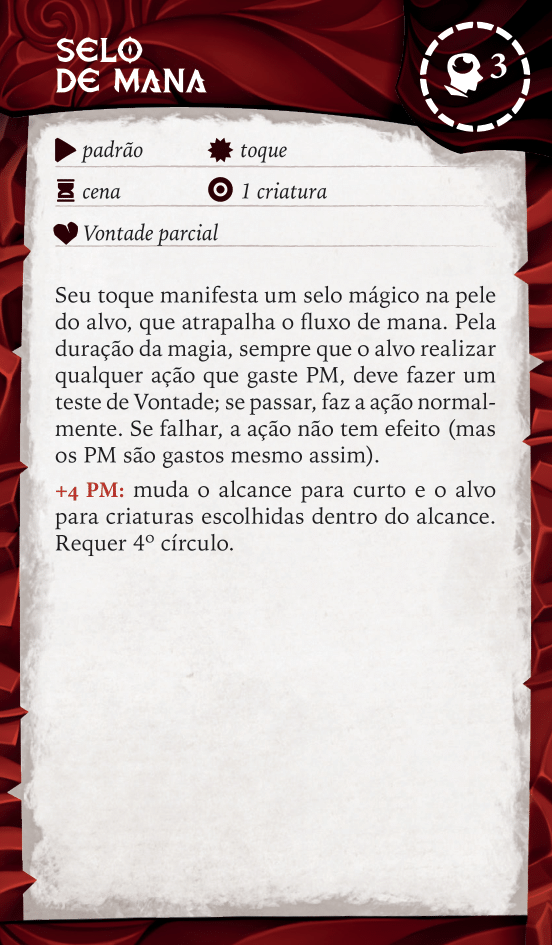 SELO
DE MANA
3
padrão
toque
cena
1 criatura
Vontade parcial
Seu toque manifesta um selo mágico na pele
do alvo, que atrapalha o fluxo de mana. Pela
duração da magia, sempre que o alvo realizar
qualquer ação que gaste PM, deve fazer um
teste de Vontade; se passar, faz a ação normal-
mente. Se falhar, a ação não tem efeito (mas
os PM são gastos mesmo assim).
+4 PM: muda o alcance para curto e o alvo
para criaturas escolhidas dentro do alcance.
Requer 4º círculo.